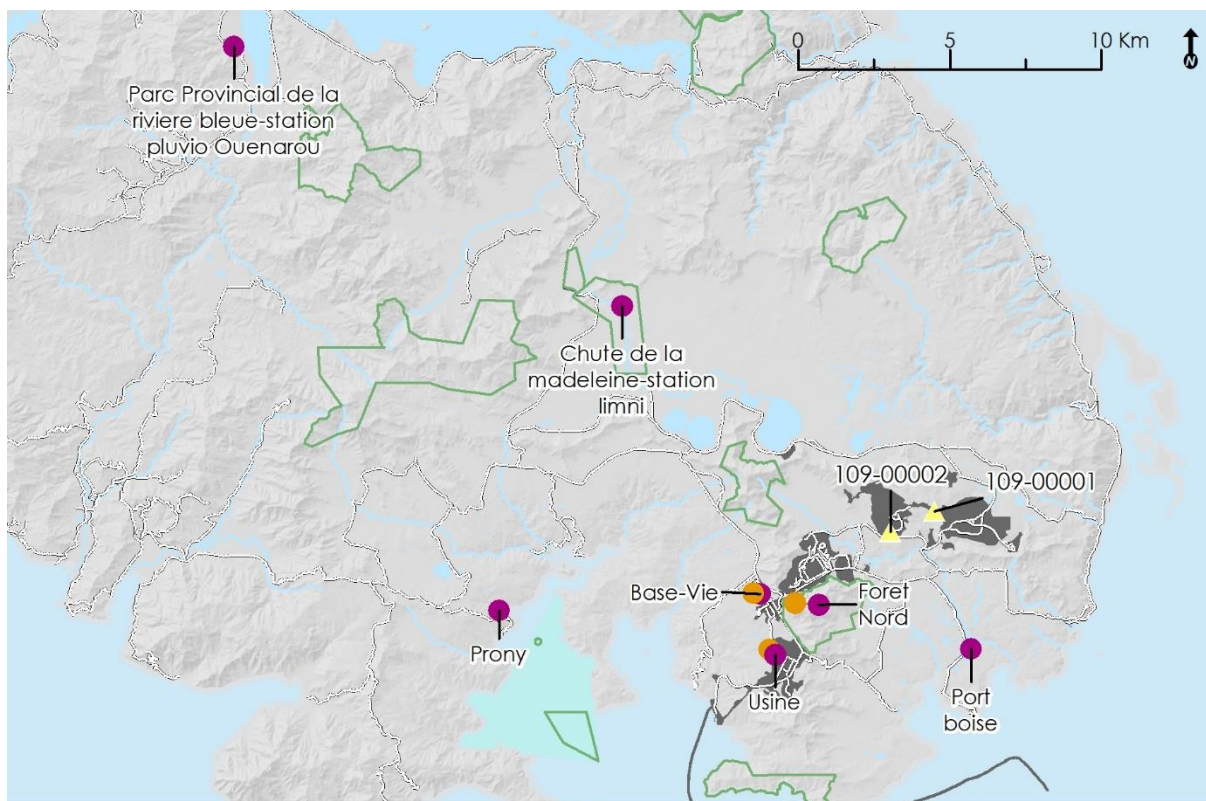 0 5 10 Km
N
Parc Provincial de la
riviere bleue-station
pluvio Ouenarou
Chute de la
madeleine-station
limni
109-00002
109-00001
Base-Vie
Foret
Nord
Prony
Usine
Port
boise